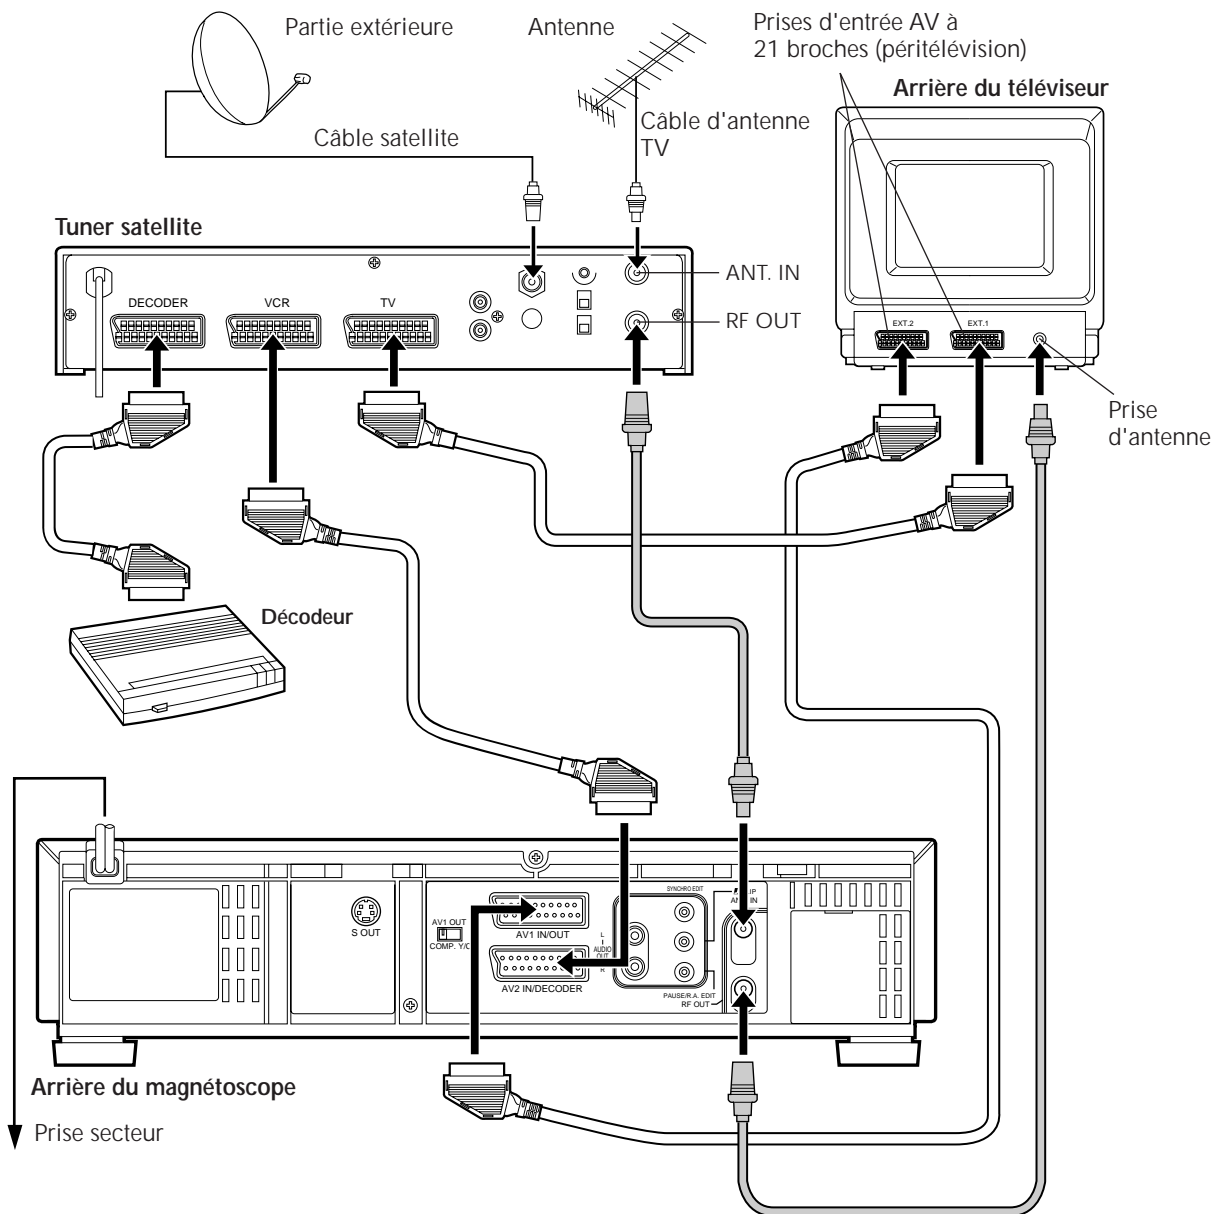 Partie extérieure
Antenne
Prises d'entrée AV à
21 broches (péritélévision)
Arrière du téléviseur
Câble satellite
Câble d'antenne
TV
Tuner satellite
ANT. IN
RF OUT
DECODER
VCR
TV
EXT.2
EXT.1
Prise
d'antenne
Décodeur
S OUT
AV1 OUT
COMP. Y/C
AV1 IN/OUT
AV2 IN/DECODER
SYNCHRO EDIT
L
AUDIO
OUT
R
PAUSE/R.A. EDIT
RF OUT
Arrière du magnétoscope
Prise secteur